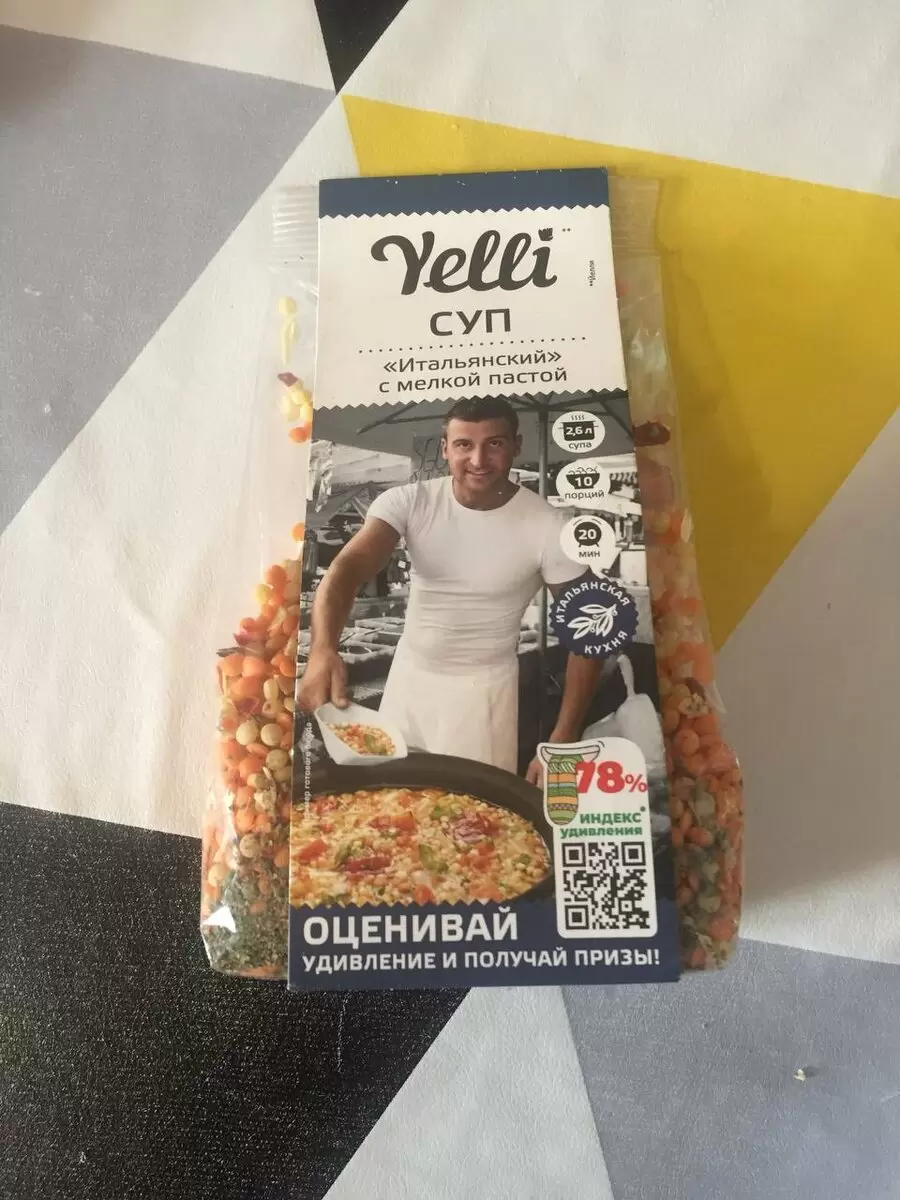 Yelli**
**Йелли
СУП
«Итальянский»
с мелкой пастой
2,6 л
супа
10
порций
20
мин
ИТАЛЬЯНСКАЯ
КУХНЯ
78%
ИНДЕКС*
удивления
ОЦЕНИВАЙ
УДИВЛЕНИЕ И ПОЛУЧАЙ ПРИЗЫ!